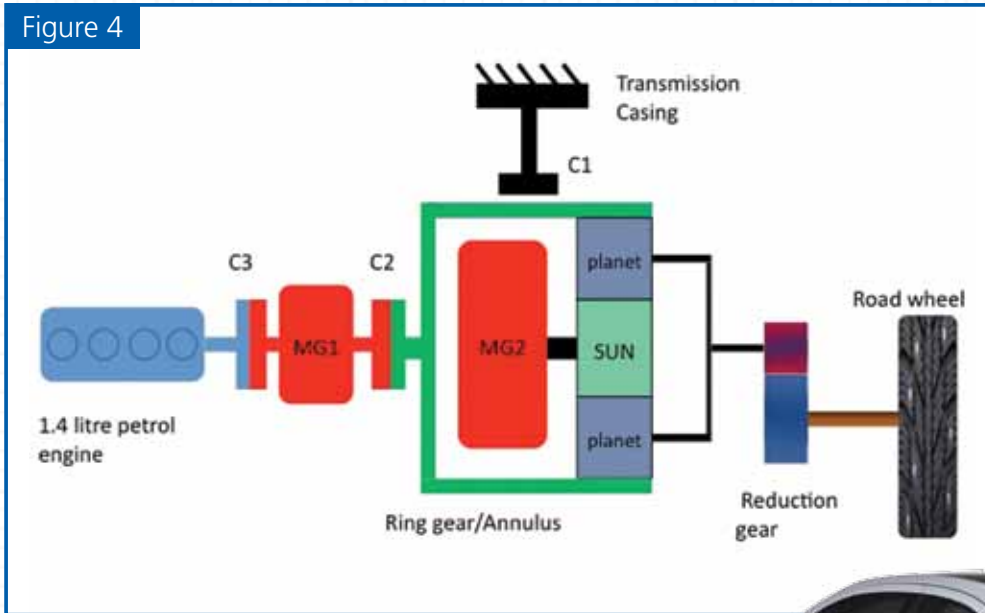 Figure 4
Transmission
Casing
C1
C3
C2
planet
Road wheel
MG1
MG2
SUN
1.4 litre petrol
engine
planet
Ring gear/Annulus
Reduction
gear